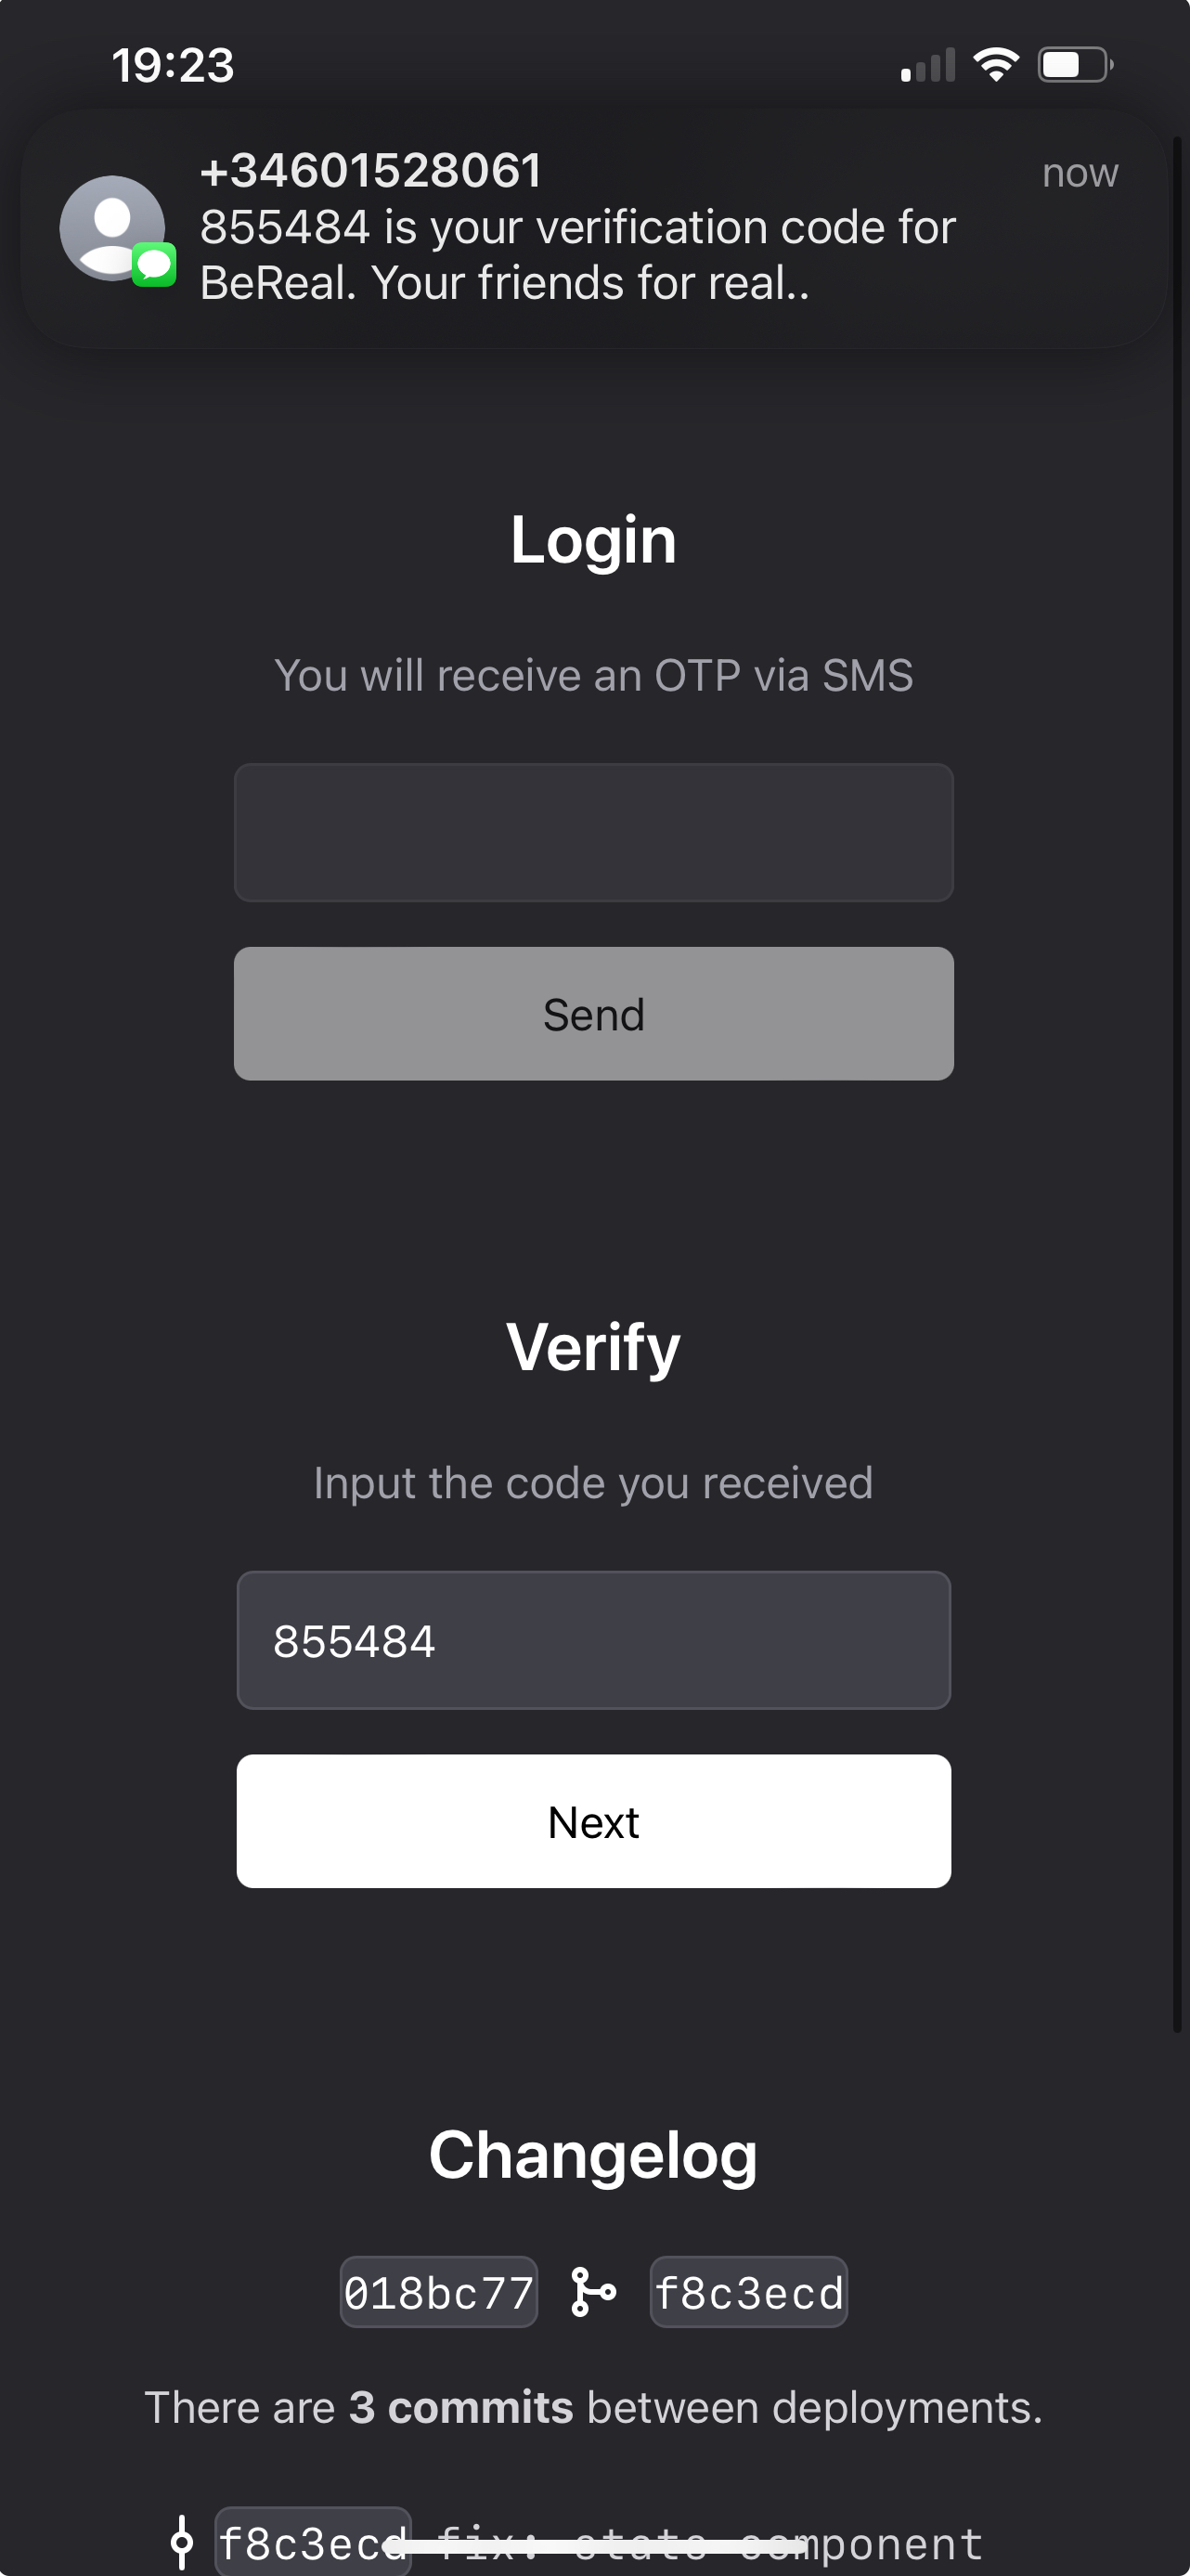 19:23
+34601528061
now
855484 is your verification code for
BeReal. Your friends for real..
Login
You will receive an OTP via SMS
Send
Verify
Input the code you received
855484
Next
Changelog
018bc77 f8c3ecd
There are 3 commits between deployments.
f8c3ecd fix: stats component